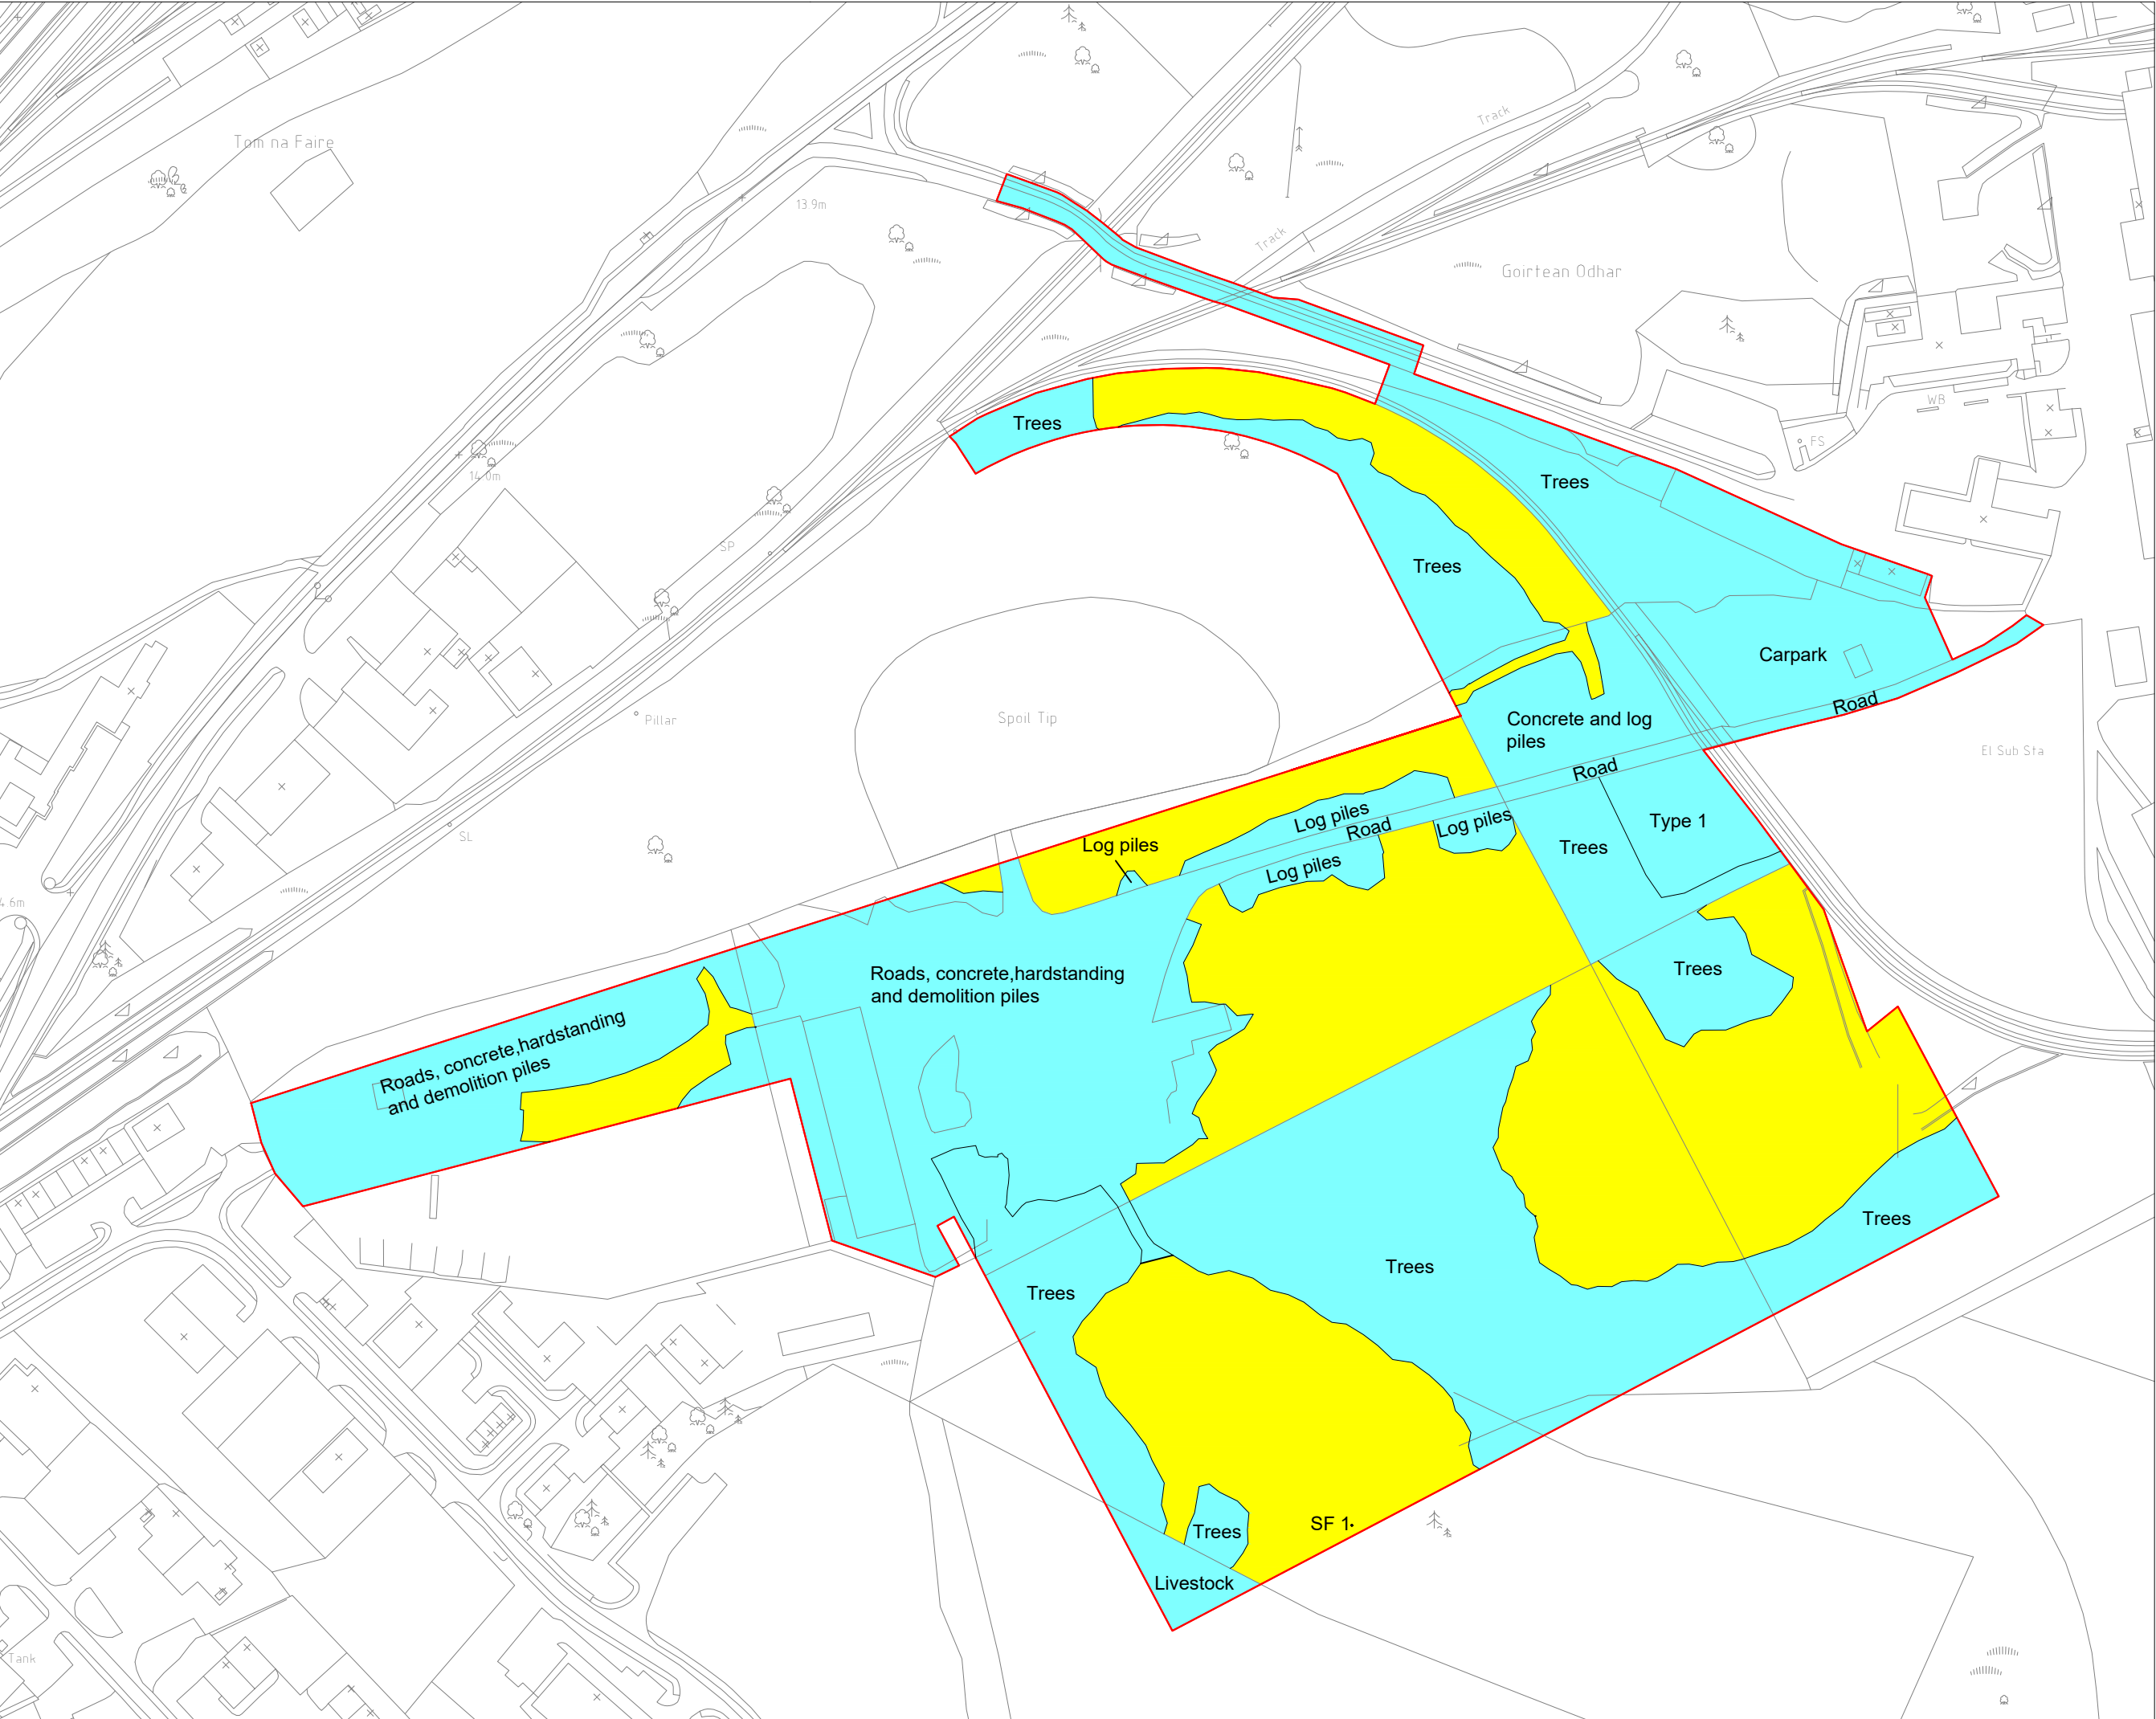 Tom na Faire
Track
13.9m
Track
Goirtean Odhar
WB
Trees
FS
14.0m
Trees
SP
Trees
Carpark
Road
Pillar
Spoil Tip
Concrete and log
piles
El Sub Sta
Road
SL
Log piles
Road
Log piles
Type 1
Log piles
Trees
Log piles
4.6m
Trees
Roads, concrete,hardstanding
and demolition piles
Roads, concrete,hardstanding
and demolition piles
Trees
Trees
Trees
SF 1
Trees
Livestock
Tank